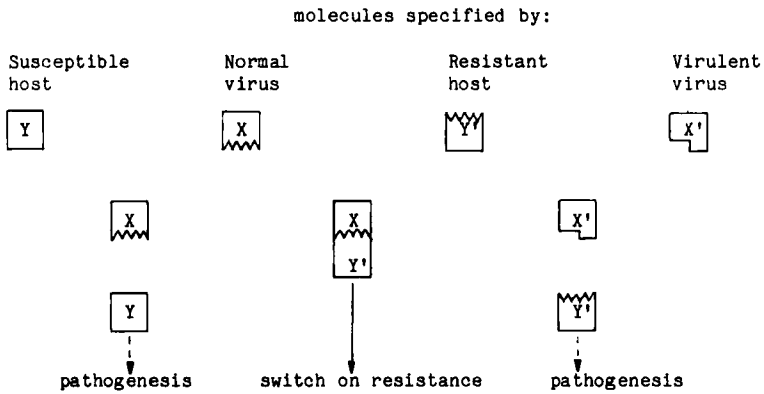 molecules specified by:
Susceptible Normal Resistant Virulent
host virus host virus
Y X Y' X'
X X X'
Y'
Y Y'
pathogenesis switch on resistance pathogenesis